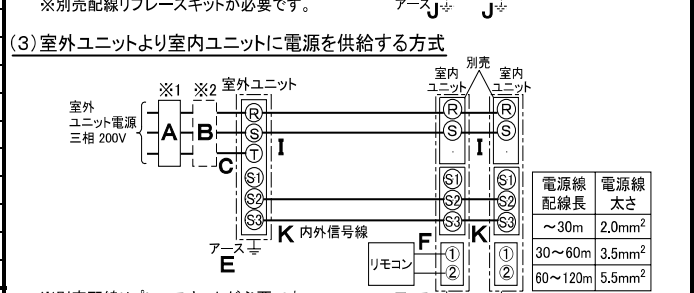 ※別売配線リプレースキットが必要です。
アース J J
(3)室外ユニットより室内ユニットに電源を供給する方式
別売
※1 ※2 室外ユニット
室内ユニット 室内ユニット
室外
ユニット電源
三相 200V
A B C
R S T S1 S2 S3
I I
R S S1 S2 S3 ① ②
R S S1 S2 S3 ① ②
K 内外信号線 F K
アース
E
リモコン
電源線配線長 電源線太さ
～30m 2.0mm²
30～60m 3.5mm²
60～120m 5.5mm²